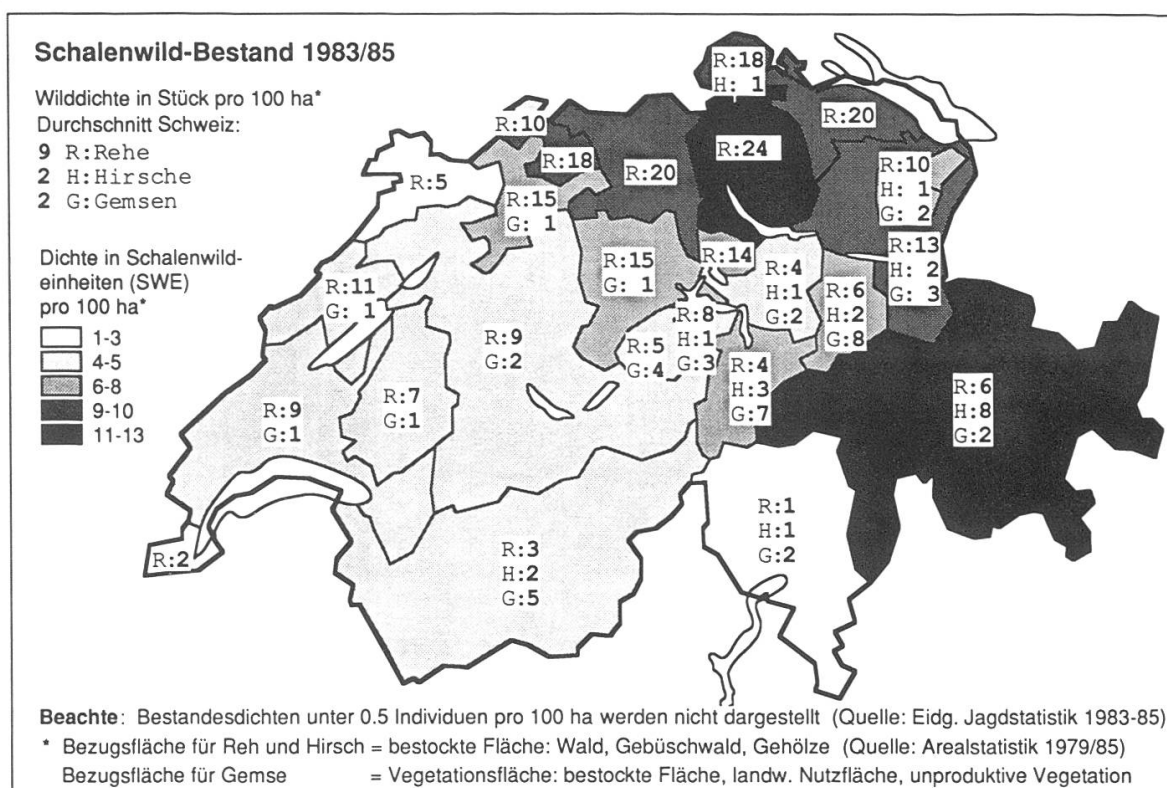 Schalenwild-Bestand 1983/85
Wilddichte in Stück pro 100 ha*
Durchschnitt Schweiz:
9 R:Rehe
2 H:Hirsche
2 G:Gemsen
Dichte in Schalenwild-
einheiten (SWE)
pro 100 ha*
1-3
4-5
6-8
9-10
11-13
R:18
H: 1
R:10
R:20
R:24
R:18
R:5
R:20
R:10
H: 1
G: 2
R:15
G: 1
R:14
R:13
H: 2
G: 3
R:15
G: 1
R:4
H:1
G:2
R:11
G: 1
R:6
H:2
G:8
R:8
H:1
G:3
R:9
G:2
R:5
G:4
R:4
H:3
G:7
R:7
G:1
R:6
H:8
G:2
R:9
G:1
R:1
H:1
G:2
R:2
R:3
H:2
G:5
Beachte: Bestandesdichten unter 0.5 Individuen pro 100 ha werden nicht dargestellt (Quelle: Eidg. Jagdstatistik 1983-85)
* Bezugsfläche für Reh und Hirsch = bestockte Fläche: Wald, Gebüschwald, Gehölze (Quelle: Arealstatistik 1979/85)
Bezugsfläche für Gemse = Vegetationsfläche: bestockte Fläche, landw. Nutzfläche, unproduktive Vegetation